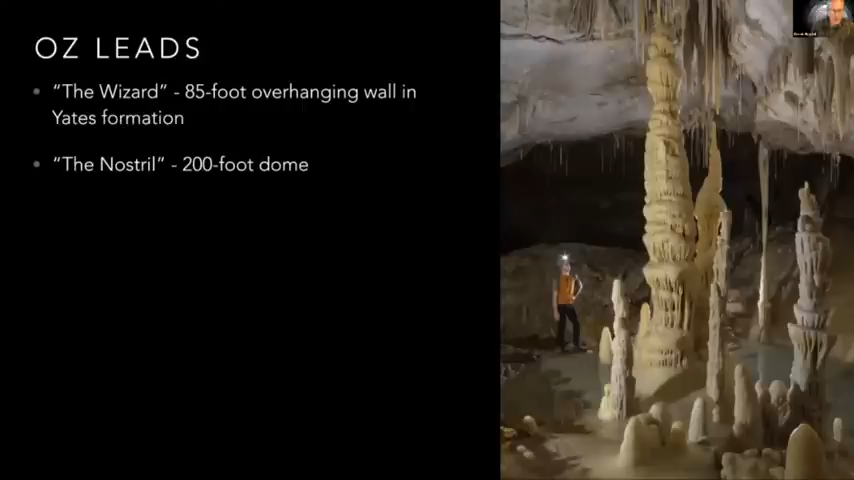 OZ LEADS
• "The Wizard" - 85-foot overhanging wall in
Yates formation
• "The Nostril" - 200-foot dome